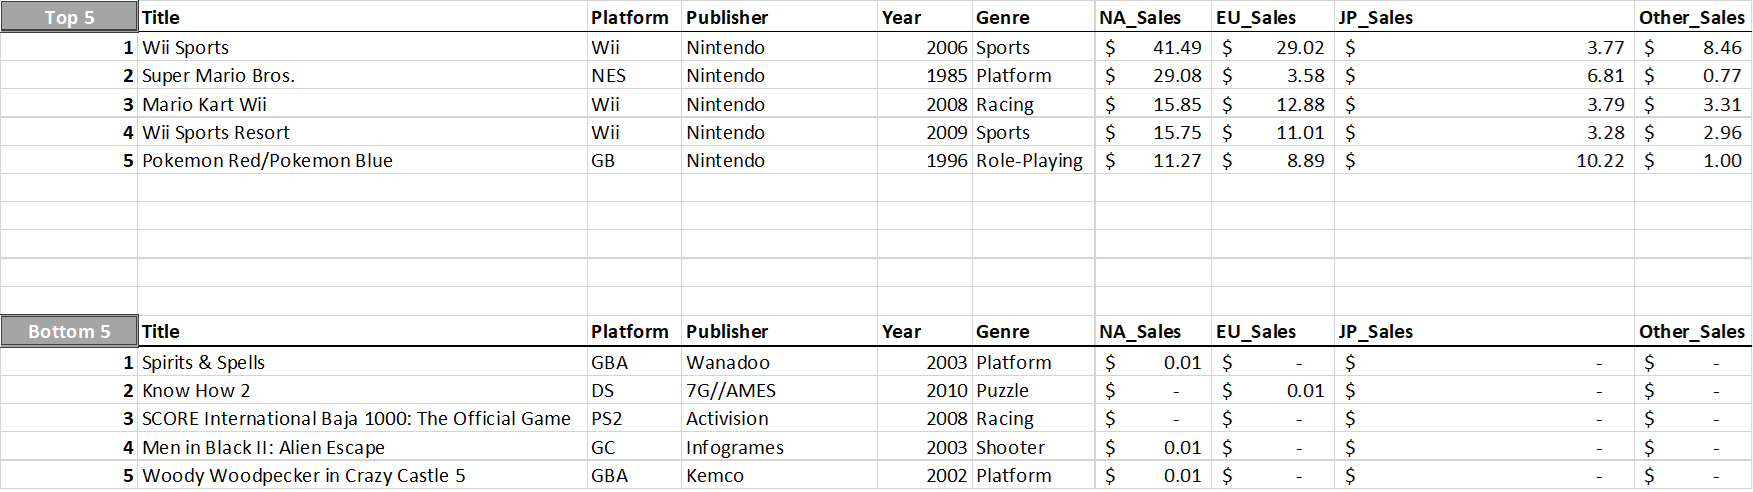 Top 5 Title Platform Publisher Year Genre NA_Sales EU_Sales JP_Sales Other_Sales
1 Wii Sports Wii Nintendo 2006 Sports $ 41.49 $ 29.02 $ 3.77 $ 8.46
2 Super Mario Bros. NES Nintendo 1985 Platform $ 29.08 $ 3.58 $ 6.81 $ 0.77
3 Mario Kart Wii Wii Nintendo 2008 Racing $ 15.85 $ 12.88 $ 3.79 $ 3.31
4 Wii Sports Resort Wii Nintendo 2009 Sports $ 15.75 $ 11.01 $ 3.28 $ 2.96
5 Pokemon Red/Pokemon Blue GB Nintendo 1996 Role-Playing $ 11.27 $ 8.89 $ 10.22 $ 1.00
Bottom 5 Title Platform Publisher Year Genre NA_Sales EU_Sales JP_Sales Other_Sales
1 Spirits & Spells GBA Wanadoo 2003 Platform $ 0.01 $ - $ - $ -
2 Know How 2 DS 7G//AMES 2010 Puzzle $ - $ 0.01 $ - $ -
3 SCORE International Baja 1000: The Official Game PS2 Activision 2008 Racing $ - $ - $ - $ -
4 Men in Black II: Alien Escape GC Infogrames 2003 Shooter $ 0.01 $ - $ - $ -
5 Woody Woodpecker in Crazy Castle 5 GBA Kemco 2002 Platform $ 0.01 $ - $ - $ -